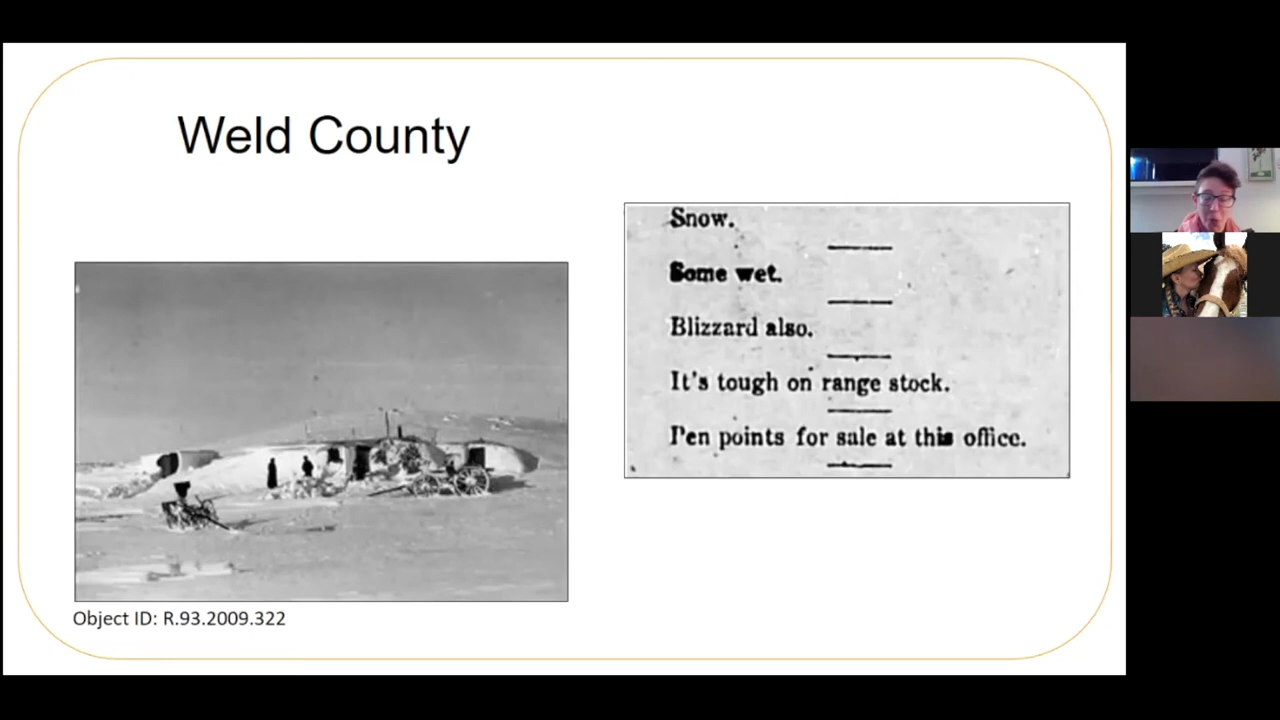 Weld County
Snow.
Some wet.
Blizzard also.
It's tough on range stock.
Pen points for sale at this office.
Object ID: R.93.2009.322